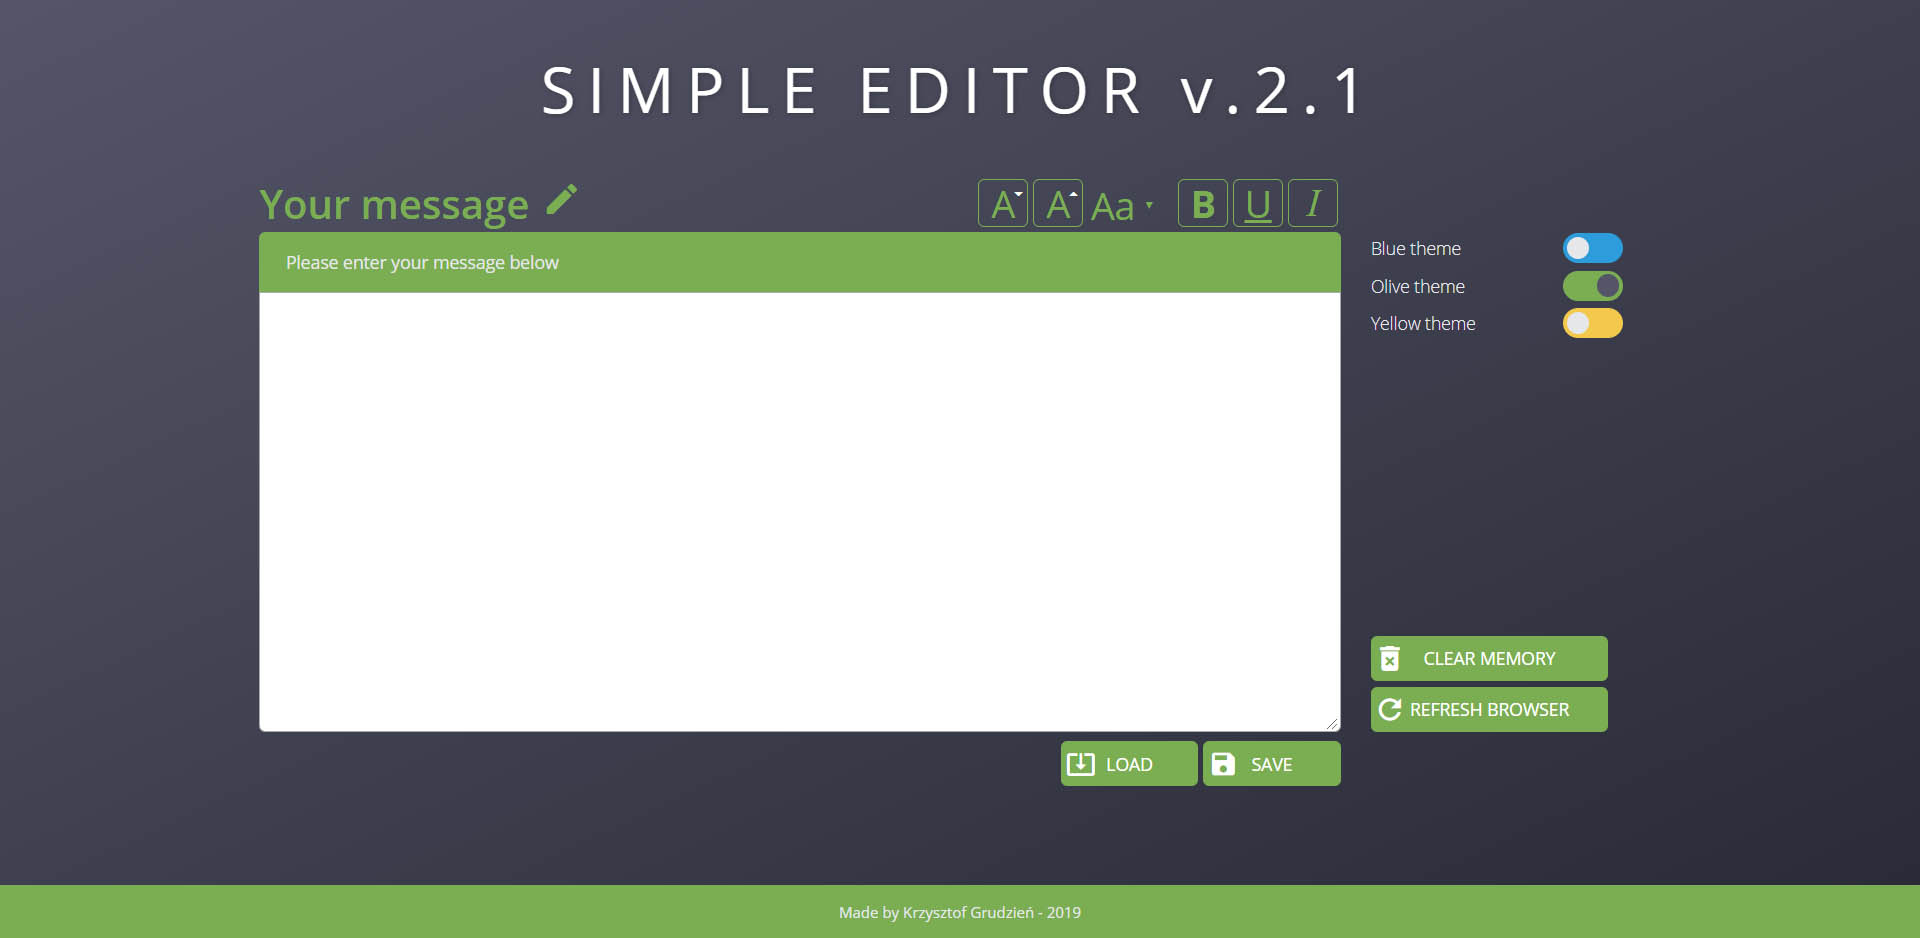 SIMPLE EDITOR v.2.1
Your message
A A Aa B U I
Please enter your message below
Blue theme
Olive theme
Yellow theme
CLEAR MEMORY
REFRESH BROWSER
LOAD SAVE
Made by Krzysztof Grudzień - 2019